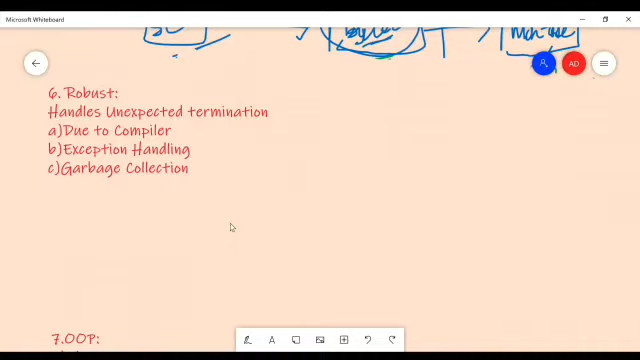 Microsoft Whiteboard
AD
6. Robust:
Handles Unexpected termination
a)Due to Compiler
b)Exception Handling
c)Garbage Collection
7.OOP: